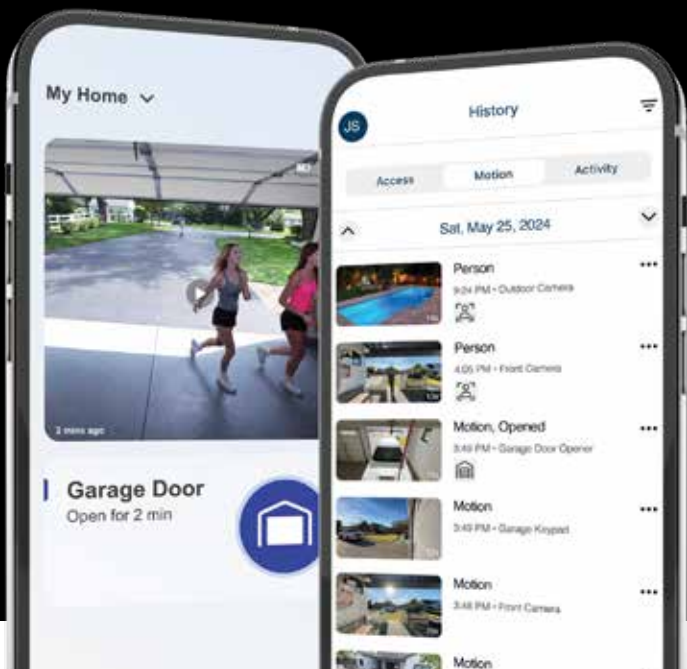 My Home
2 mins ago
Garage Door
Open for 2 min
JS
History
Access Motion Activity
Sat, May 25, 2024
Person
9:24 PM • Outdoor Camera
Person
4:05 PM • Front Camera
Motion, Opened
3:49 PM • Garage Door Opener
Motion
3:49 PM • Garage Keypad
Motion
3:48 PM • Front Camera
Motion